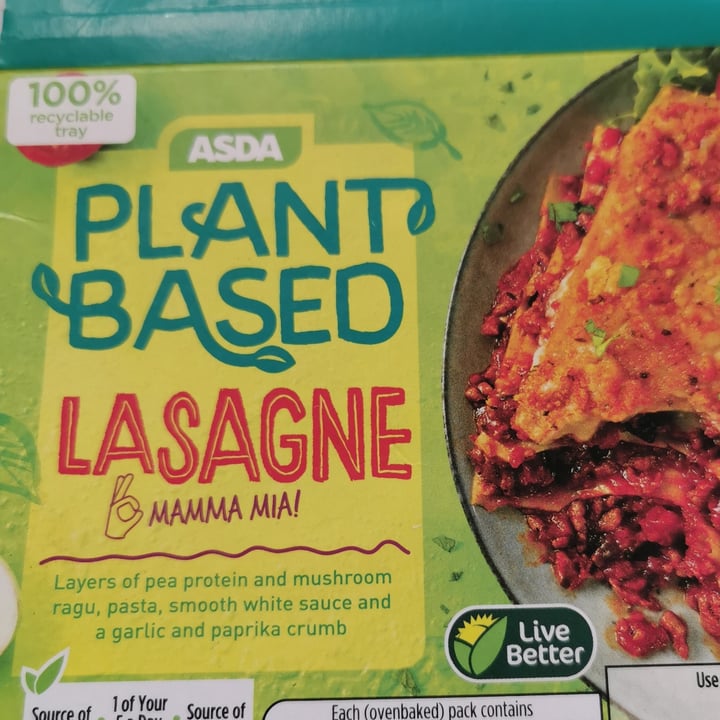 100%
recyclable
tray
ASDA
PLANT
BASED
LASAGNE
MAMMA MIA!
Layers of pea protein and mushroom
ragu, pasta, smooth white sauce and
a garlic and paprika crumb
Live
Better
Source of • 1 of Your • Source of
5 a Day
Each (ovenbaked) pack contains
Use